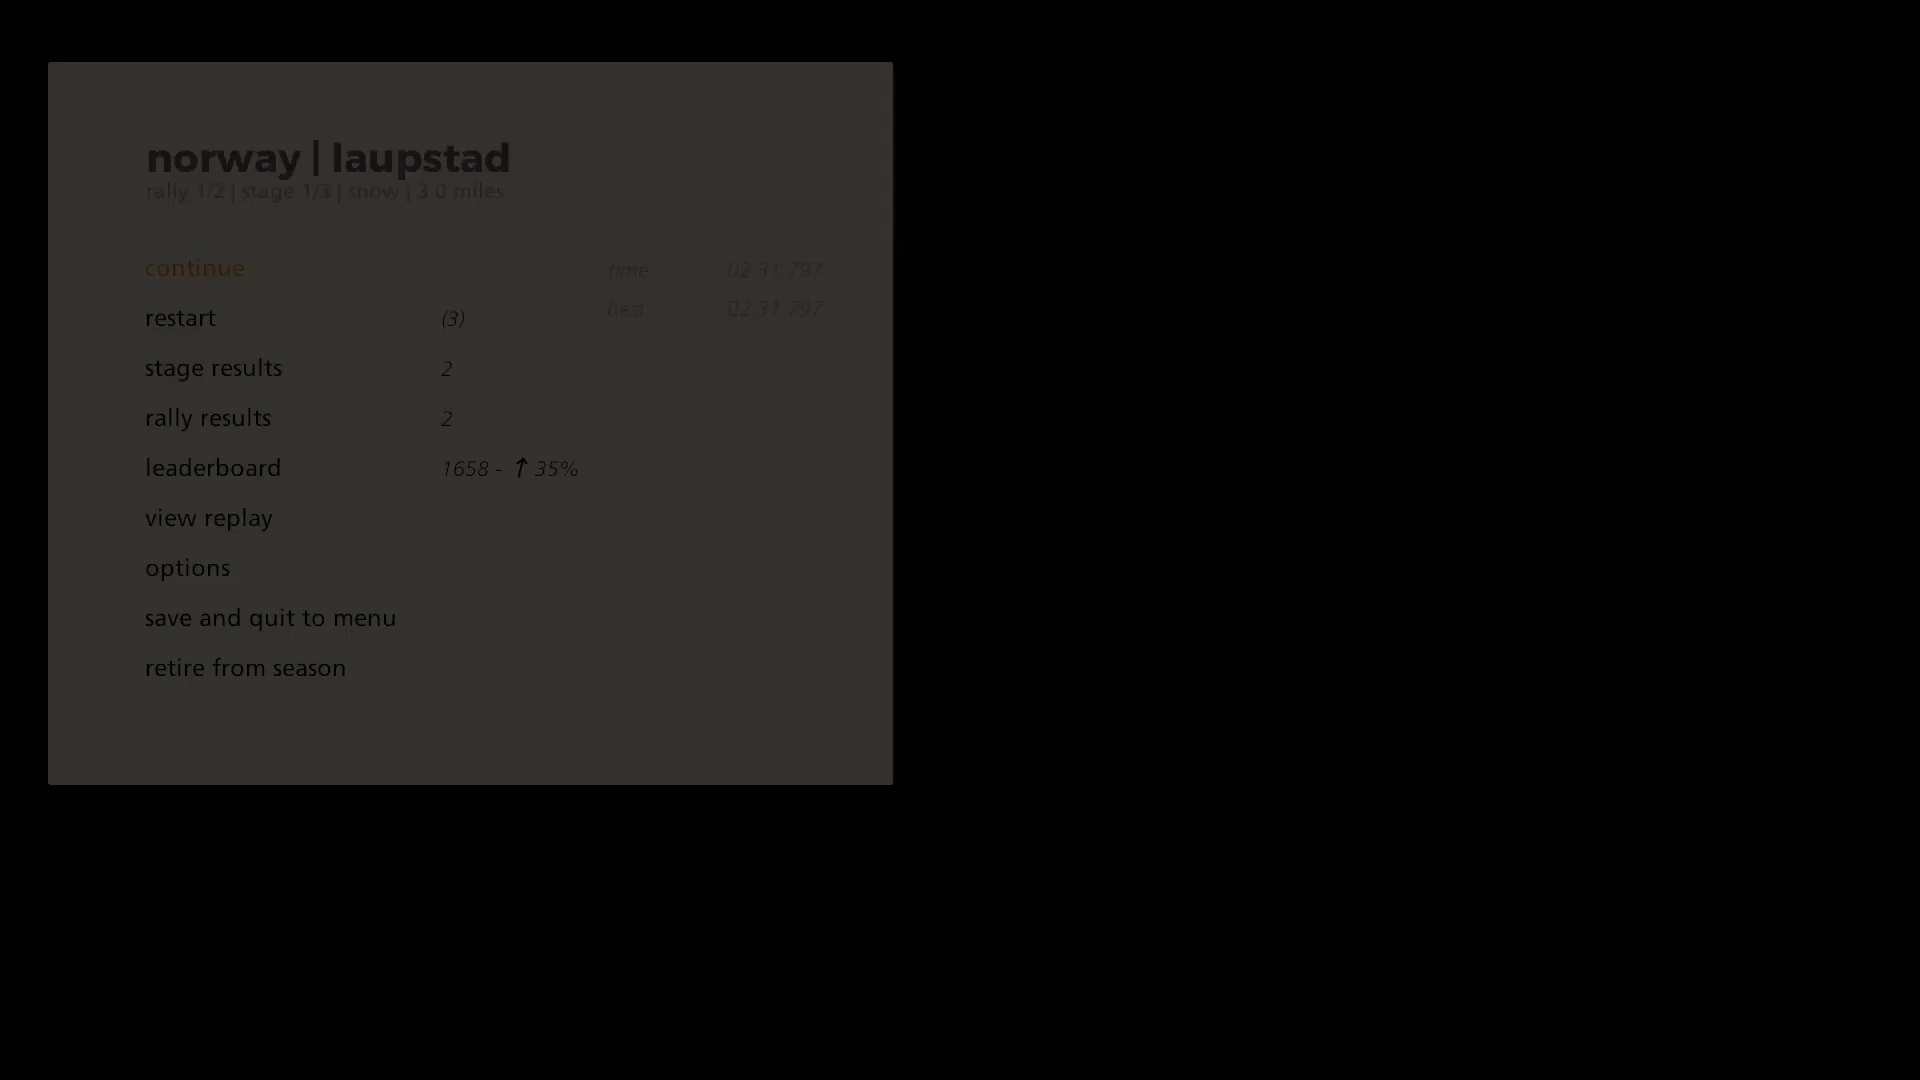 norway | laupstad
rally 1/2 | stage 1/3 | snow | 3.0 miles
continue
time 02:31.797
restart (3)
best 02:31.797
stage results 2
rally results 2
leaderboard 1658 - ↑ 35%
view replay
options
save and quit to menu
retire from season